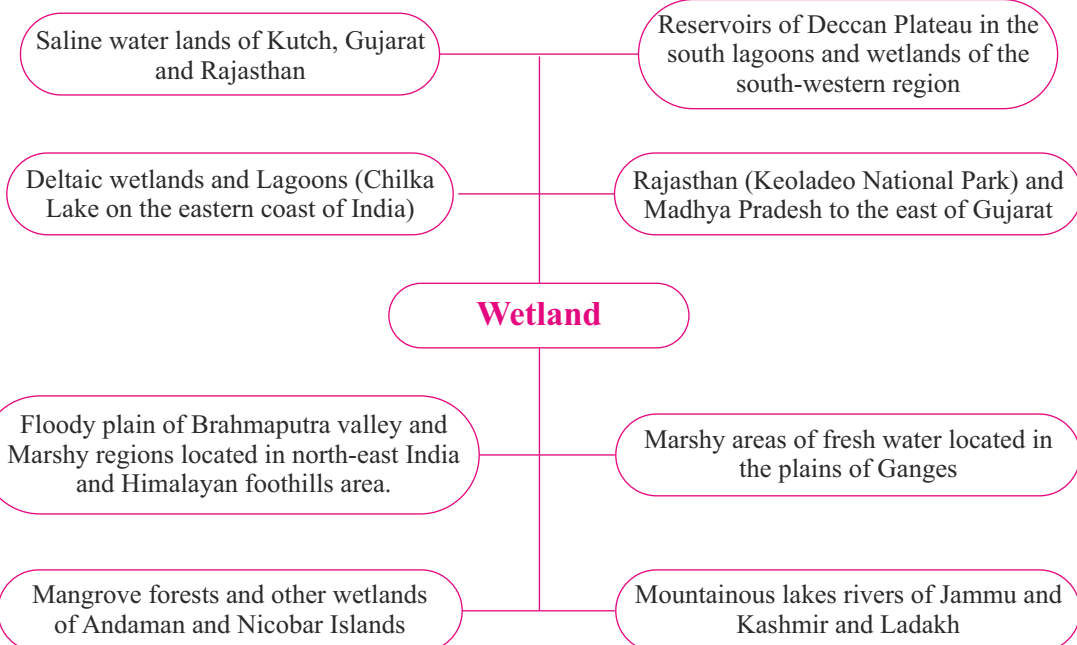 Saline water lands of Kutch, Gujarat
and Rajasthan
Reservoirs of Deccan Plateau in the
south lagoons and wetlands of the
south-western region
Deltaic wetlands and Lagoons (Chilka
Lake on the eastern coast of India)
Rajasthan (Keoladeo National Park) and
Madhya Pradesh to the east of Gujarat
Wetland
Floody plain of Brahmaputra valley and
Marshy regions located in north-east India
and Himalayan foothills area.
Marshy areas of fresh water located in
the plains of Ganges
Mangrove forests and other wetlands
of Andaman and Nicobar Islands
Mountainous lakes rivers of Jammu and
Kashmir and Ladakh